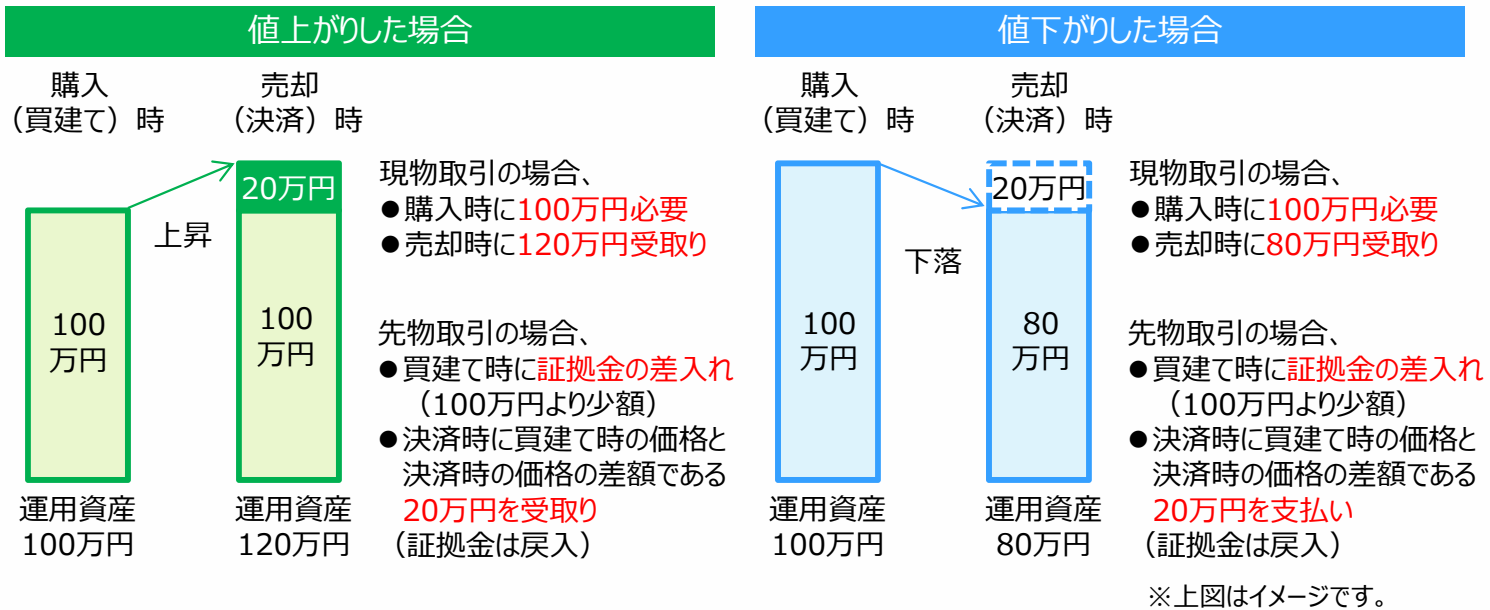 値上がりした場合
購入
（買建て）時
売却
（決済）時
上昇
100
万円
20万円
100
万円
運用資産
100万円
運用資産
120万円
現物取引の場合、
●購入時に100万円必要
●売却時に120万円受取り
先物取引の場合、
●買建て時に証拠金の差入れ
（100万円より少額）
●決済時に買建て時の価格と
決済時の価格の差額である
20万円を受取り
（証拠金は戻入）
値下がりした場合
購入
（買建て）時
売却
（決済）時
下落
100
万円
20万円
80
万円
運用資産
100万円
運用資産
80万円
現物取引の場合、
●購入時に100万円必要
●売却時に80万円受取り
先物取引の場合、
●買建て時に証拠金の差入れ
（100万円より少額）
●決済時に買建て時の価格と
決済時の価格の差額である
20万円を支払い
（証拠金は戻入）
※上図はイメージです。